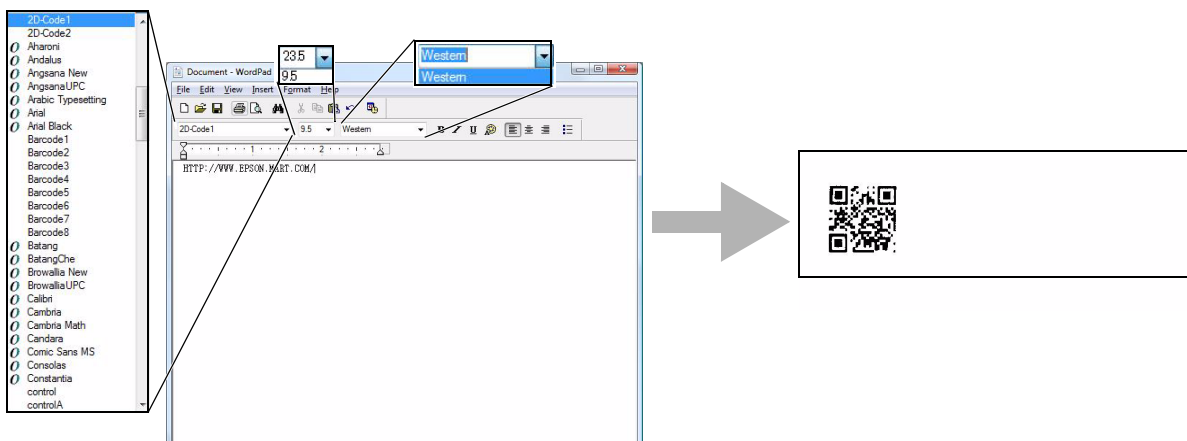 2D-Code1
2D-Code2
Aharoni
Andalus
Angsana New
AngsanaUPC
Arabic Typesetting
Arial
Arial Black
Barcode1
Barcode2
Barcode3
Barcode4
Barcode5
Barcode6
Barcode7
Barcode8
Batang
BatangChe
Browallia New
BrowalliaUPC
Calibri
Cambria
Cambria Math
Candara
Comic Sans MS
Consolas
Constantia
control
controlA
23.5
9.5
Western
Western
Document - WordPad
File Edit View Insert Format Help
2D-Code1 9.5 Western B I U
1 2
HTTP://WWW.EPSON.MART.COM/